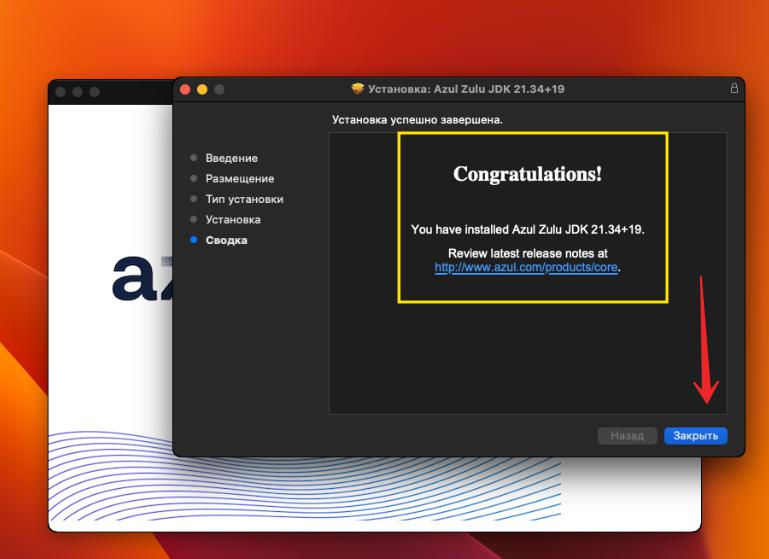 Установка: Azul Zulu JDK 21.34+19
Установка успешно завершена.
Введение
Размещение
Тип установки
Установка
Сводка
Congratulations!
You have installed Azul Zulu JDK 21.34+19.
Review latest release notes at
http://www.azul.com/products/core.
Назад
Закрыть
az